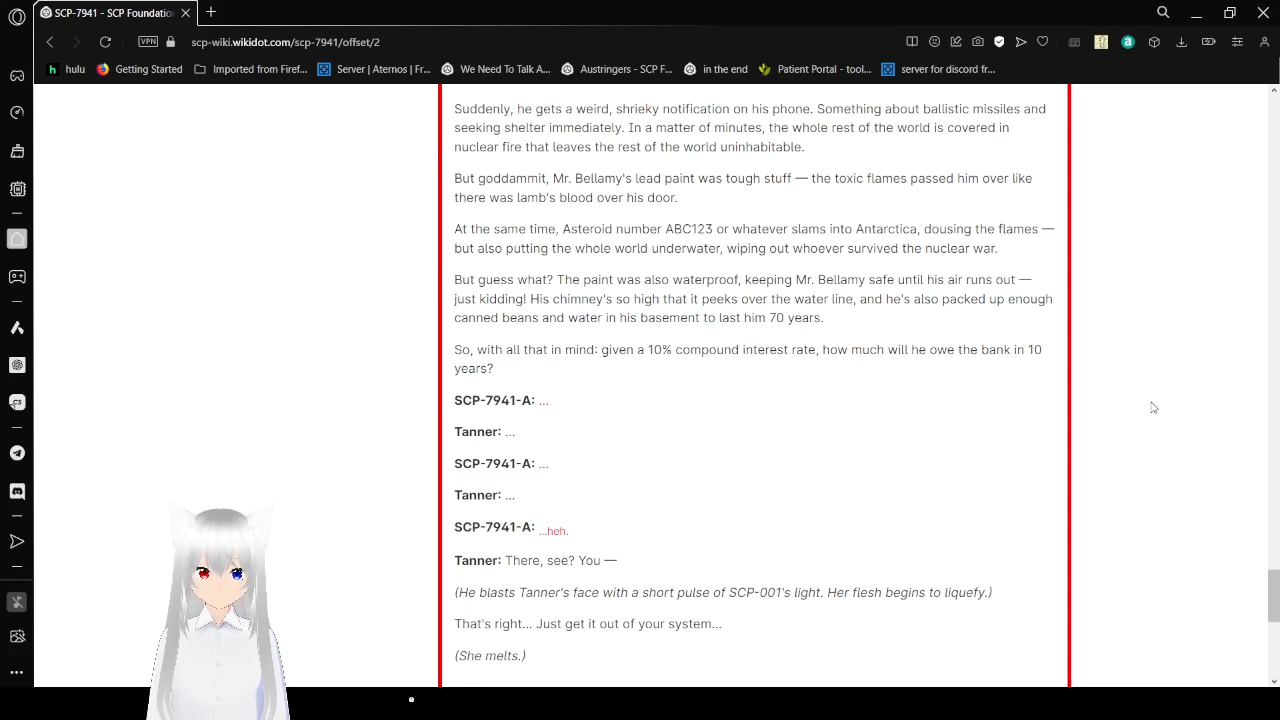 SCP-7941 - SCP Foundatio
VPN
scp-wiki.wikidot.com/scp-7941/offset/2
hulu
Getting Started
Imported from Firef...
Server | Aternos | Fr...
We Need To Talk A...
Austringers - SCP F...
in the end
Patient Portal - tool...
server for discord fr...
Suddenly, he gets a weird, shrieky notification on his phone. Something about ballistic missiles and
seeking shelter immediately. In a matter of minutes, the whole rest of the world is covered in
nuclear fire that leaves the rest of the world uninhabitable.
But goddammit, Mr. Bellamy's lead paint was tough stuff — the toxic flames passed him over like
there was lamb's blood over his door.
At the same time, Asteroid number ABC123 or whatever slams into Antarctica, dousing the flames —
but also putting the whole world underwater, wiping out whoever survived the nuclear war.
But guess what? The paint was also waterproof, keeping Mr. Bellamy safe until his air runs out —
just kidding! His chimney's so high that it peeks over the water line, and he's also packed up enough
canned beans and water in his basement to last him 70 years.
So, with all that in mind: given a 10% compound interest rate, how much will he owe the bank in 10
years?
SCP-7941-A: ...
Tanner: ...
SCP-7941-A: ...
Tanner: ...
SCP-7941-A: ...heh.
Tanner: There, see? You —
(He blasts Tanner's face with a short pulse of SCP-001's light. Her flesh begins to liquefy.)
That's right... Just get it out of your system...
(She melts.)